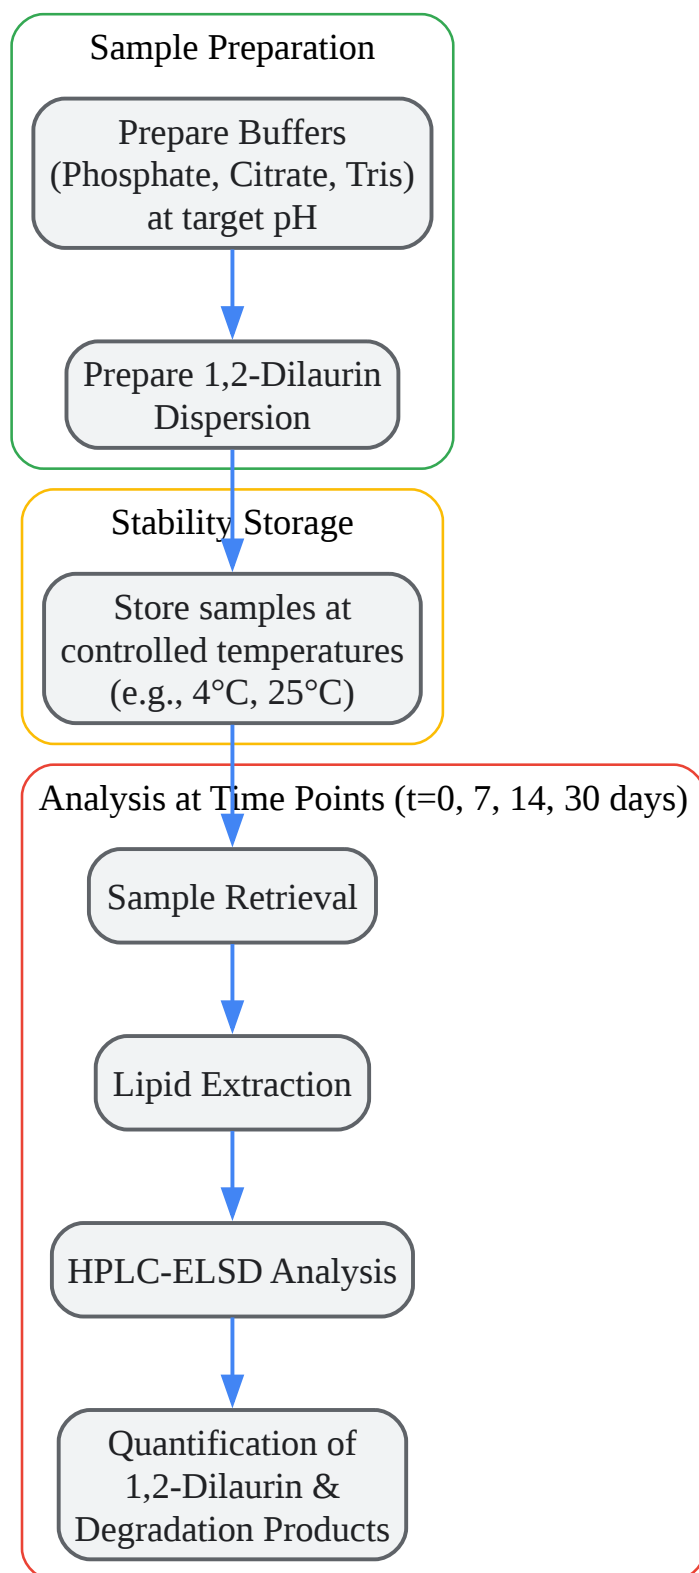 Sample Preparation
Prepare Buffers
(Phosphate, Citrate, Tris)
at target pH
Prepare 1,2-Dilaurin
Dispersion
Stability Storage
Store samples at
controlled temperatures
(e.g., 4°C, 25°C)
Analysis at Time Points (t=0, 7, 14, 30 days)
Sample Retrieval
Lipid Extraction
HPLC-ELSD Analysis
Quantification of
1,2-Dilaurin &
Degradation Products